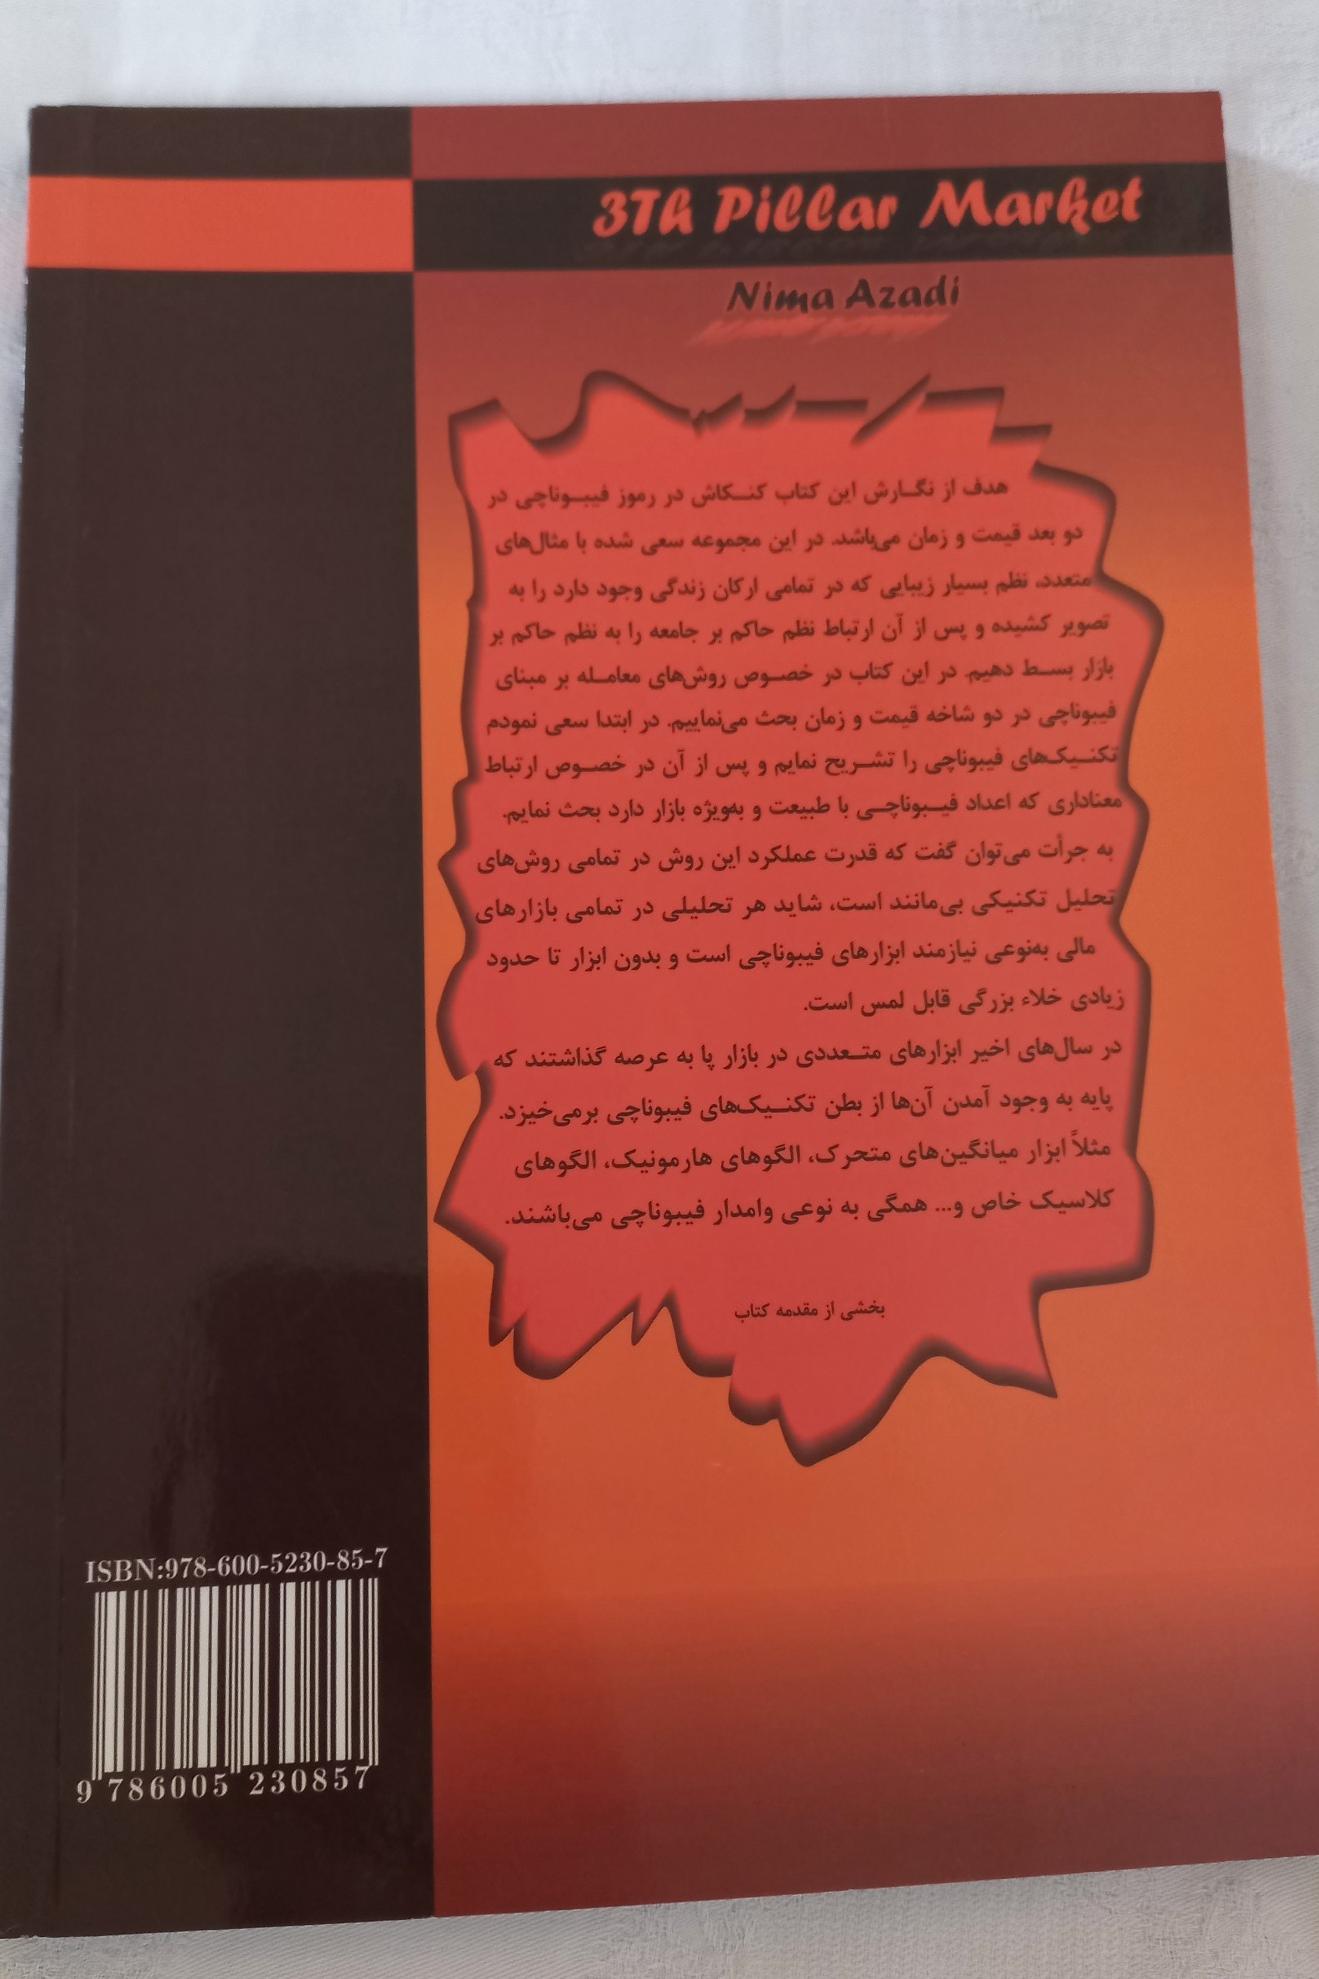 3Th Pillar Market
Nima Azadi
هدف از نگارش این کتاب کنکاش در رموز فیبوناچی در
دو بعد قیمت و زمان می‌باشد. در این مجموعه سعی شده با مثال‌های
متعدد، نظم بسیار زیبایی که در تمامی ارکان زندگی وجود دارد را به
تصویر کشیده و پس از آن ارتباط نظم حاکم بر جامعه را به نظم حاکم بر
بازار بسط دهیم. در این کتاب در خصوص روش‌های معامله بر مبنای
فیبوناچی در دو شاخه قیمت و زمان بحث می‌نماییم. در ابتدا سعی نمودم
تکنیک‌های فیبوناچی را تشریح نمایم و پس از آن در خصوص ارتباط
معناداری که اعداد فیبوناچی با طبیعت و به‌ویژه بازار دارد بحث نمایم.
به جرأت می‌توان گفت که قدرت عملکرد این روش در تمامی روش‌های
تحلیل تکنیکی بی‌مانند است، شاید هر تحلیلی در تمامی بازارهای
مالی به‌نوعی نیازمند ابزارهای فیبوناچی است و بدون ابزار تا حدود
زیادی خلاء بزرگی قابل لمس است.
در سال‌های اخیر ابزارهای متعددی در بازار پا به عرصه گذاشتند که
پایه به وجود آمدن آن‌ها از بطن تکنیک‌های فیبوناچی برمی‌خیزد.
مثلاً ابزار میانگین‌های متحرک، الگوهای هارمونیک، الگوهای
کلاسیک خاص و... همگی به نوعی وامدار فیبوناچی می‌باشند.
بخشی از مقدمه کتاب
ISBN:978-600-5230-85-7
9 786005 230857